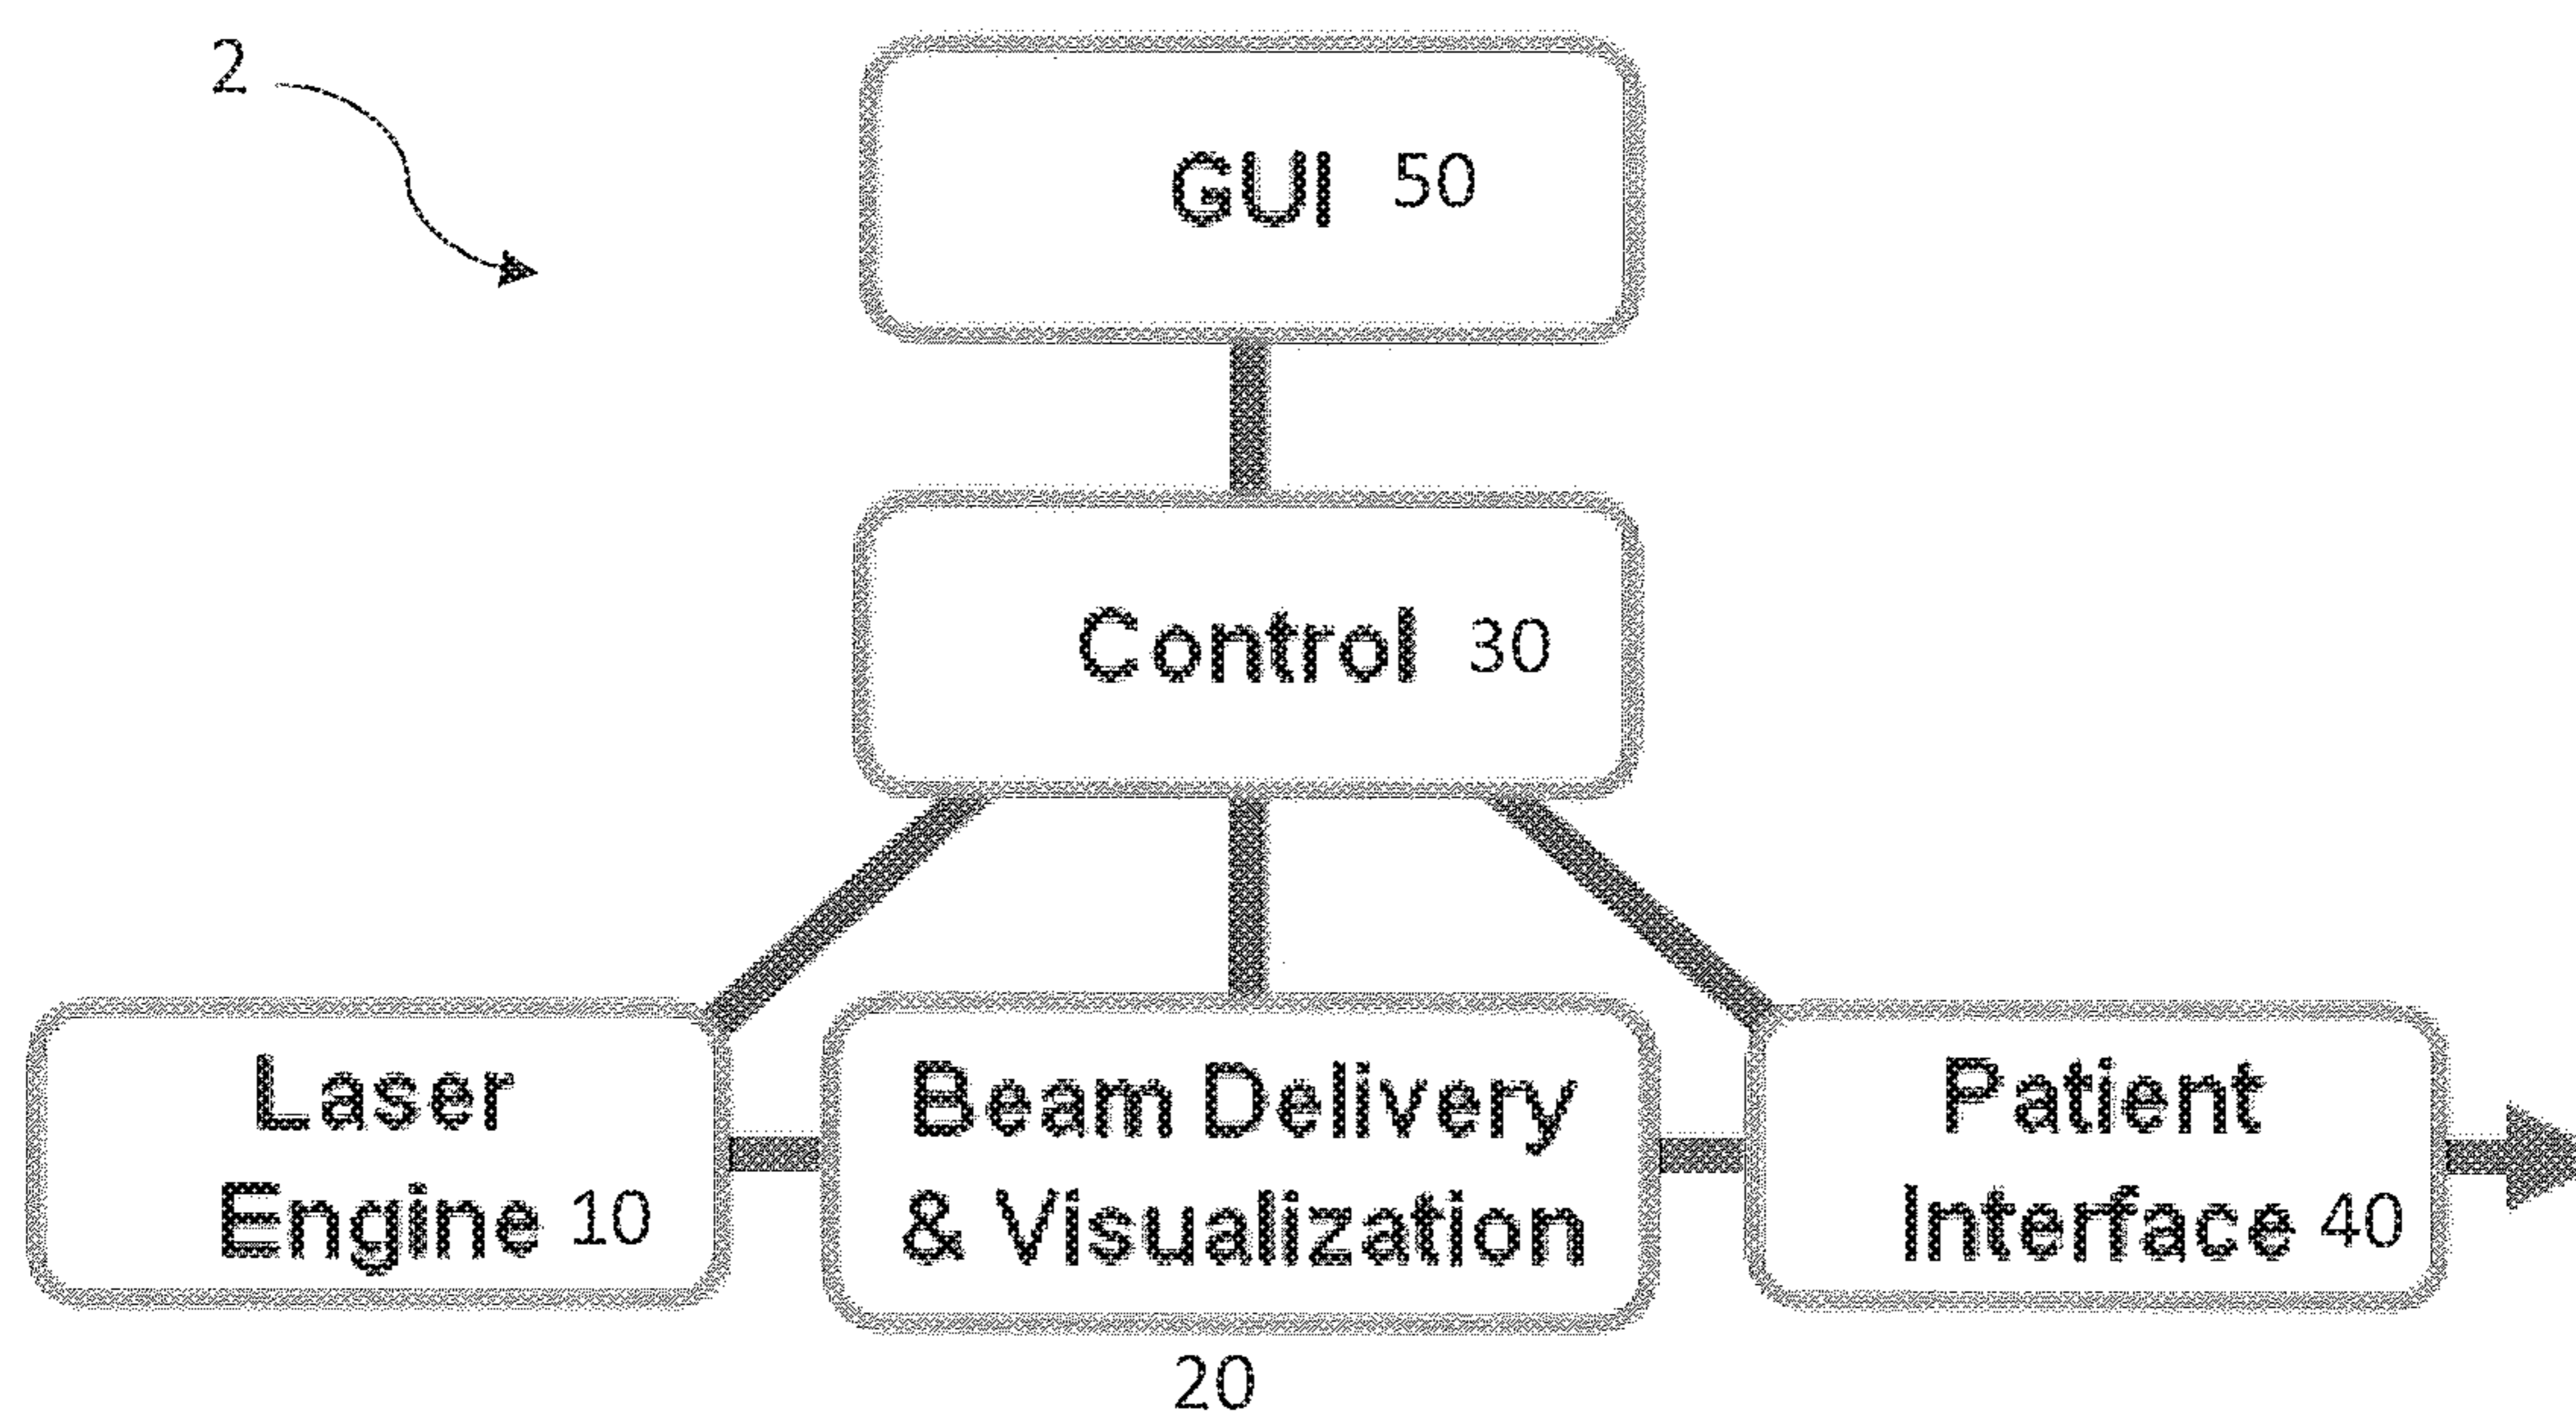 2
GUI 50
Control 30
Laser
Engine 10
Beam Delivery
& Visualization
20
Patient
Interface 40